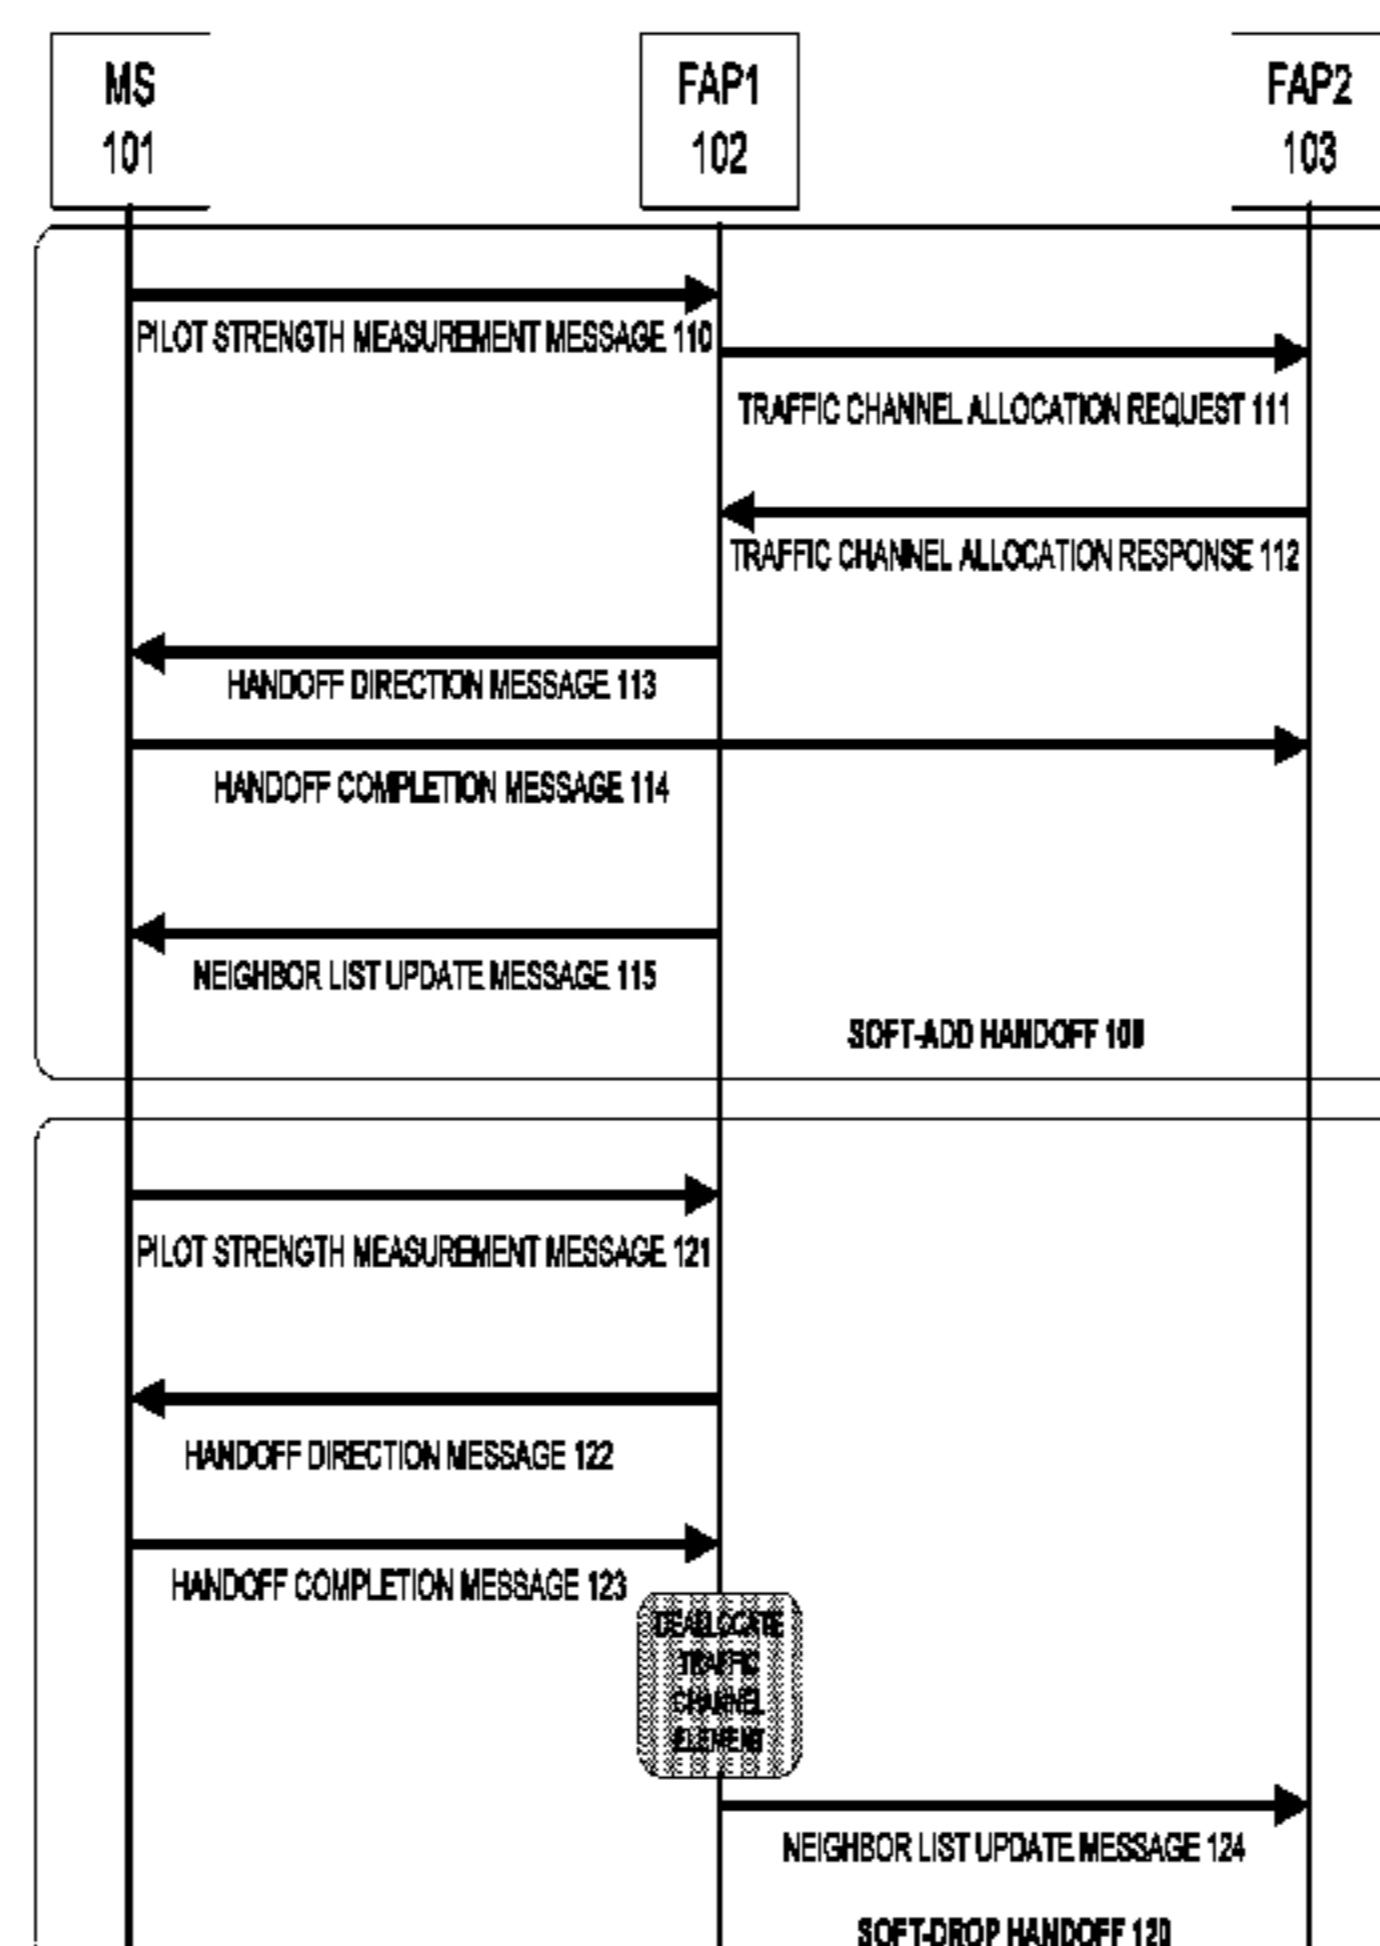 MS
101
FAP1
102
FAP2
103
PILOT STRENGTH MEASUREMENT MESSAGE 110
TRAFFIC CHANNEL ALLOCATION REQUEST 111
TRAFFIC CHANNEL ALLOCATION RESPONSE 112
HANDOFF DIRECTION MESSAGE 113
HANDOFF COMPLETION MESSAGE 114
NEIGHBOR LIST UPDATE MESSAGE 115
SOFT-ADD HANDOFF
PILOT STRENGTH MEASUREMENT MESSAGE 121
HANDOFF DIRECTION MESSAGE 122
HANDOFF COMPLETION MESSAGE 123
DEALLOCATE
TRAFFIC
CHANNEL
ELEMENT
NEIGHBOR LIST UPDATE MESSAGE 124
SOFT-DROP HANDOFF 120